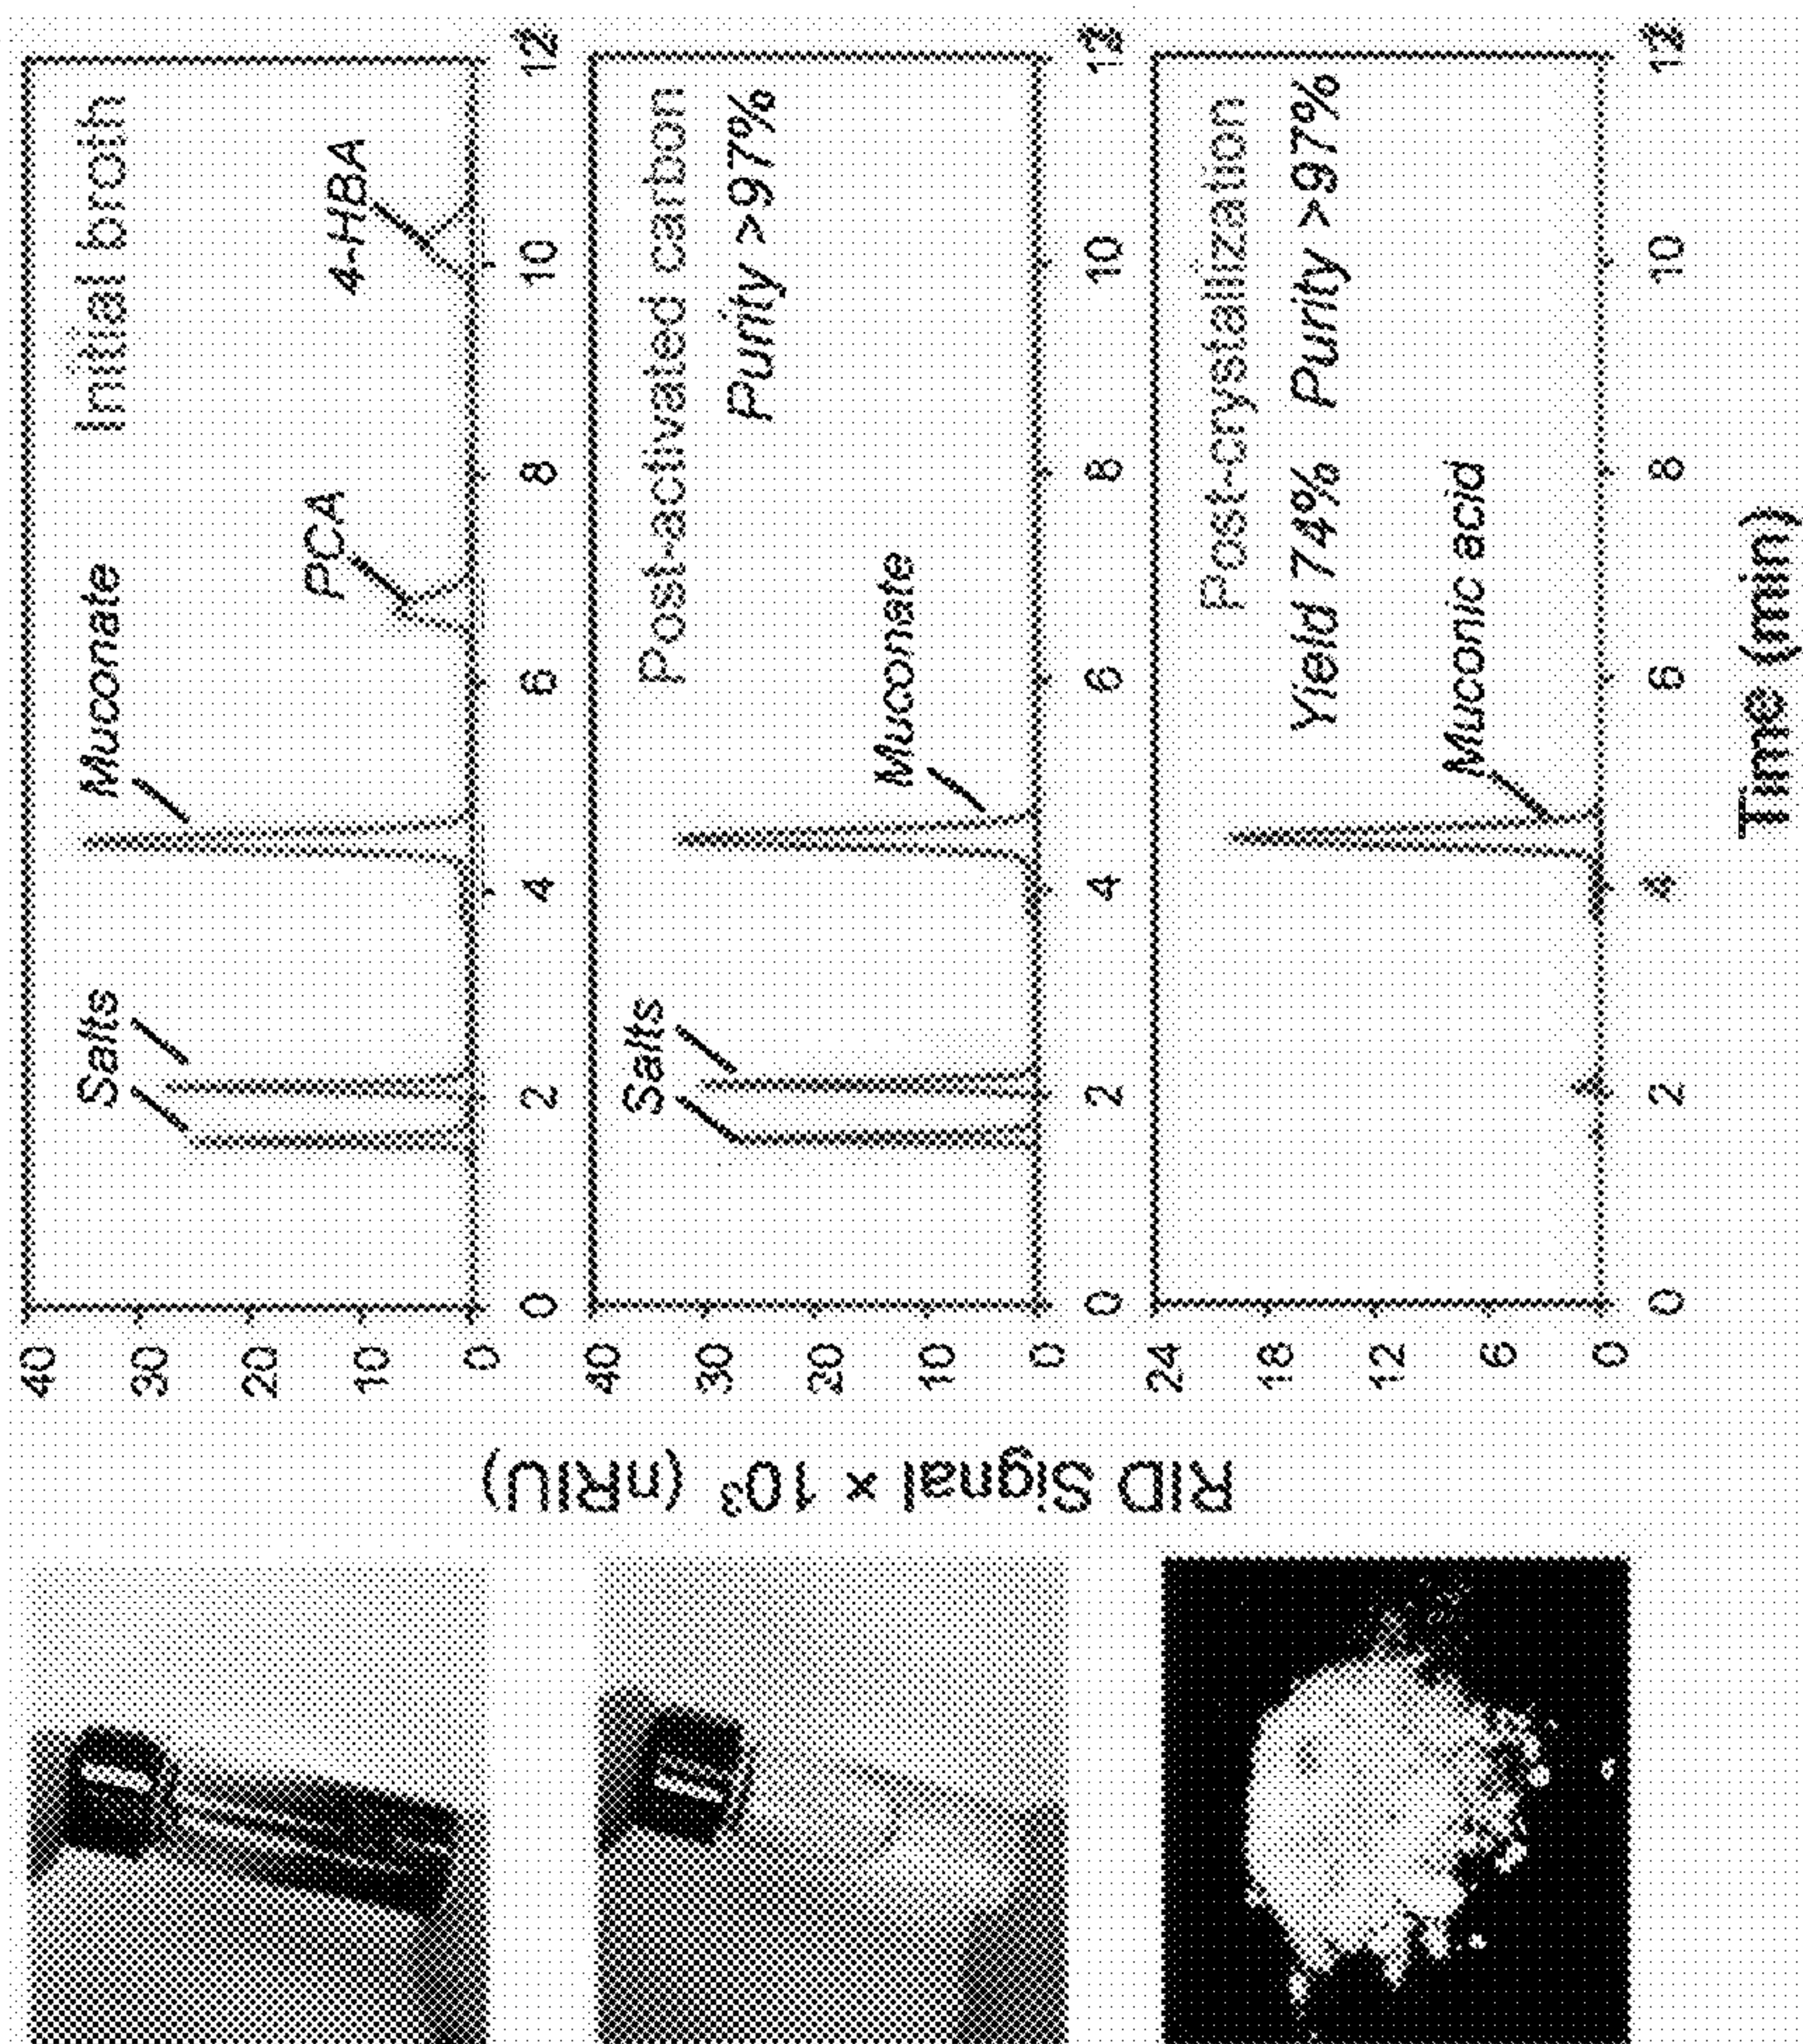 RID Signal × 10³ (nRIU)
40
30
20
10
0
Initial broth
Salts
Muconate
PCA
4-HBA
0
2
4
6
8
10
12
40
30
20
10
0
Post-activated carbon
Purity >97%
Salts
Muconate
0
2
4
6
8
10
12
24
18
12
6
0
Post-crystallization
Yield 74% Purity >97%
Muconic acid
0
2
4
6
8
10
12
Time (min)